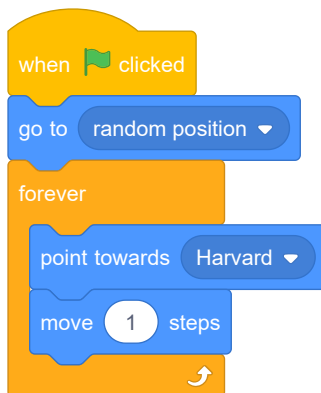 when clicked
go to random position
forever
point towards Harvard
move 1 steps